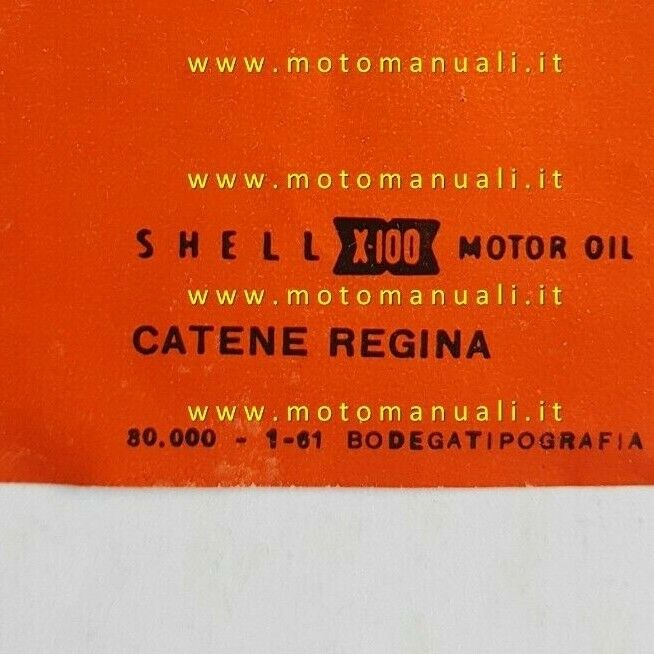 www.motomanuali.it
www.motomanuali.it
SHELL X-100 MOTOR OIL
www.motomanuali.it
CATENE REGINA
www.motomanuali.it
80.000 - 1-61 BODEGATIPOGRAFIA